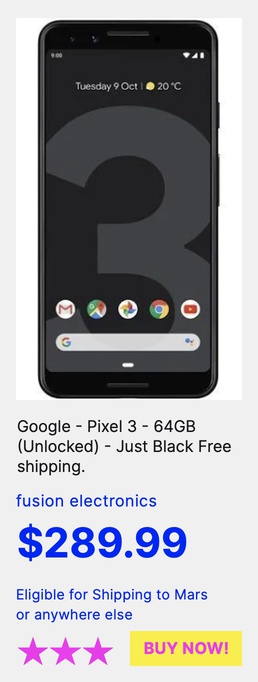 9:00
Tuesday 9 Oct | 20 °C
Google - Pixel 3 - 64GB
(Unlocked) - Just Black Free
shipping.
fusion electronics
$289.99
Eligible for Shipping to Mars
or anywhere else
BUY NOW!